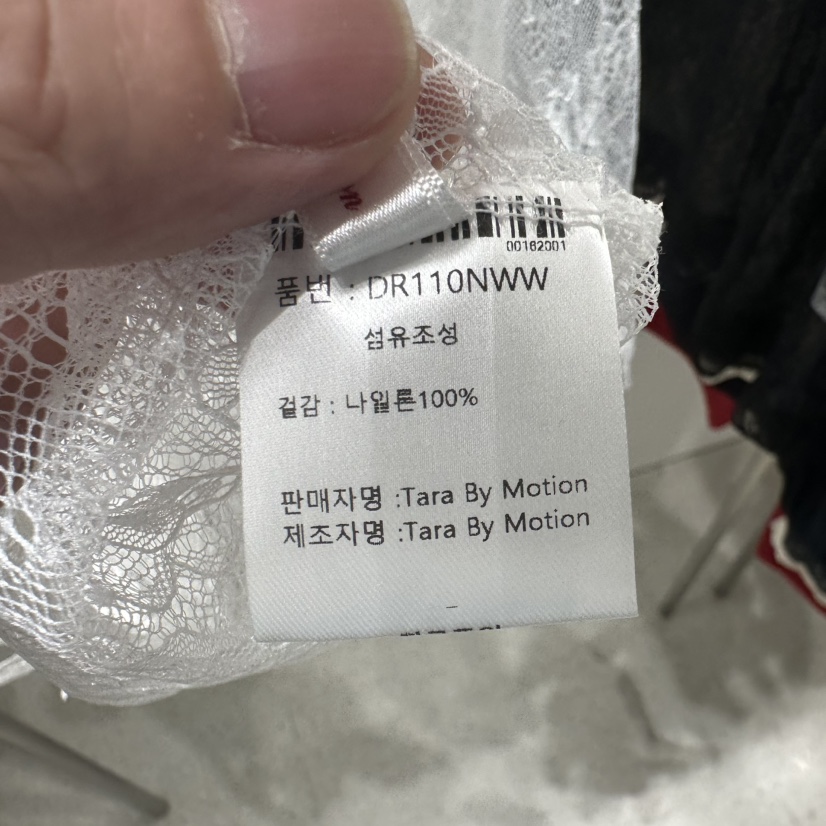 00162001
품번 : DR110NWW
섬유조성
겉감 : 나일론100%
판매자명 :Tara By Motion
제조자명 :Tara By Motion